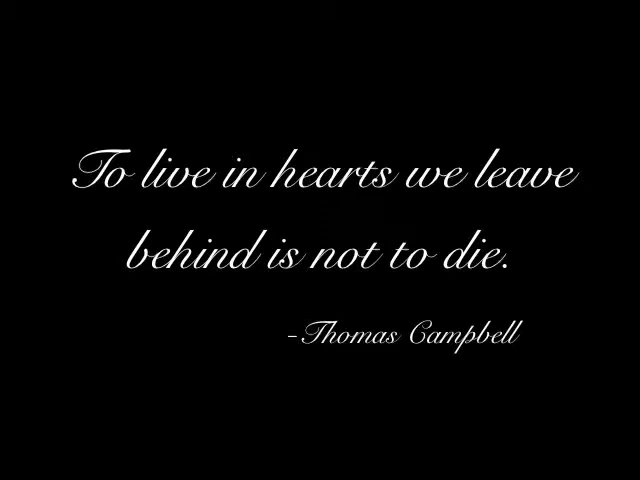 To live in hearts we leave
behind is not to die.
-Thomas Campbell